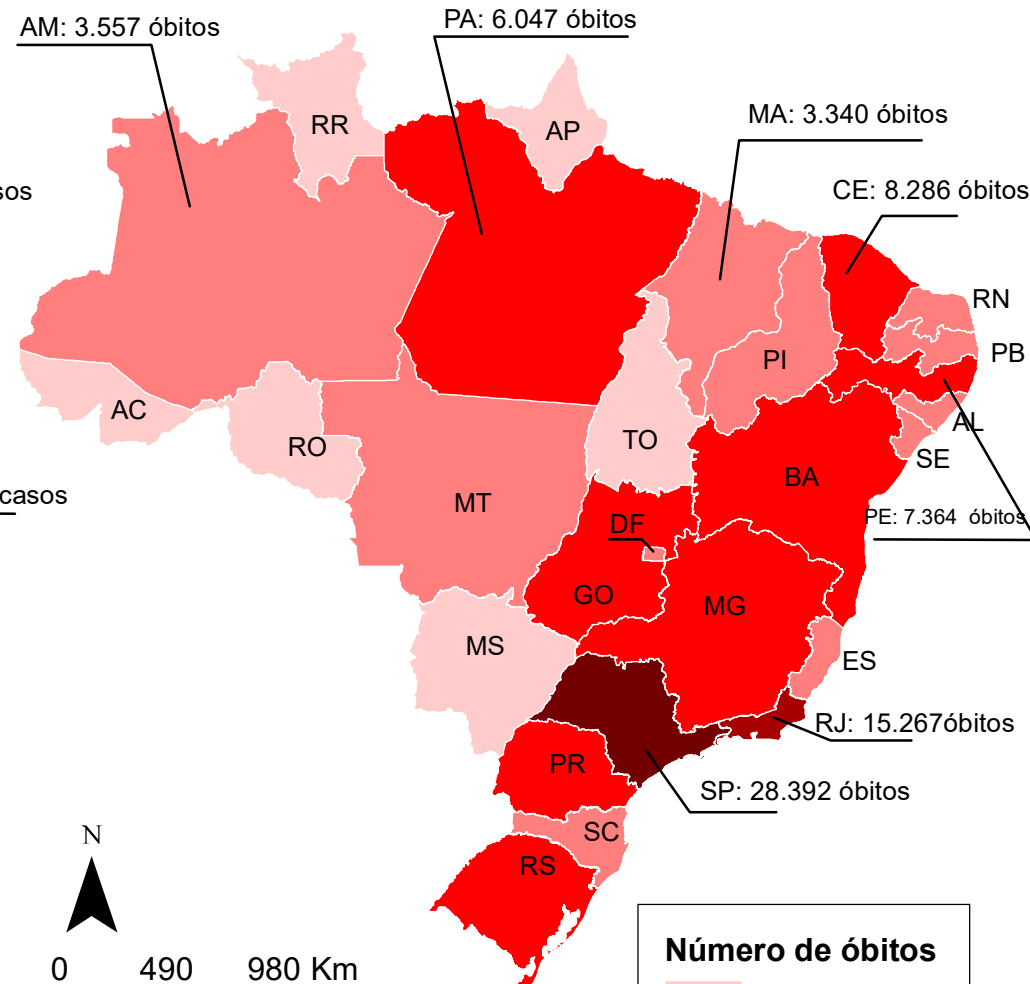 AM: 3.557 óbitos
PA: 6.047 óbitos
RR
AP
MA: 3.340 óbitos
CE: 8.286 óbitos
RN
PB
PI
AC
RO
TO
AL
SE
BA
casos
MT
PE: 7.364 óbitos
DF
GO
MG
MS
ES
RJ: 15.267óbitos
PR
SP: 28.392 óbitos
SC
N
RS
0 490 980 Km
Número de óbitos